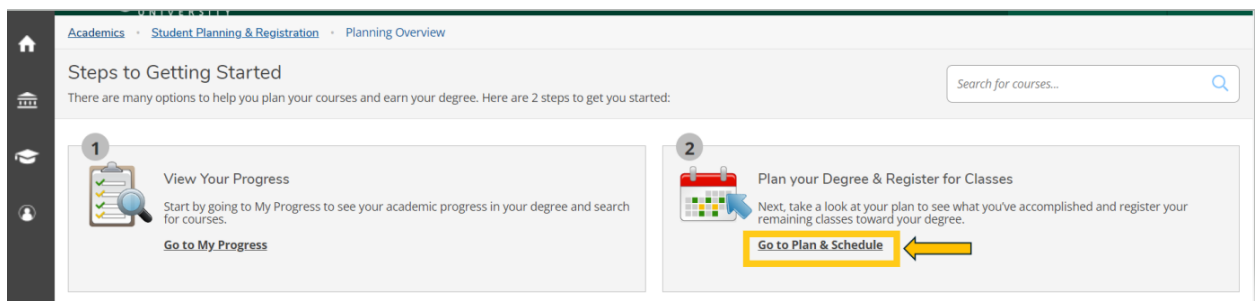 UNIVERSITY
Academics · Student Planning & Registration · Planning Overview
Steps to Getting Started
There are many options to help you plan your courses and earn your degree. Here are 2 steps to get you started:
Search for courses...
1
View Your Progress
Start by going to My Progress to see your academic progress in your degree and search
for courses.
Go to My Progress
2
Plan your Degree & Register for Classes
Next, take a look at your plan to see what you've accomplished and register your
remaining classes toward your degree.
Go to Plan & Schedule